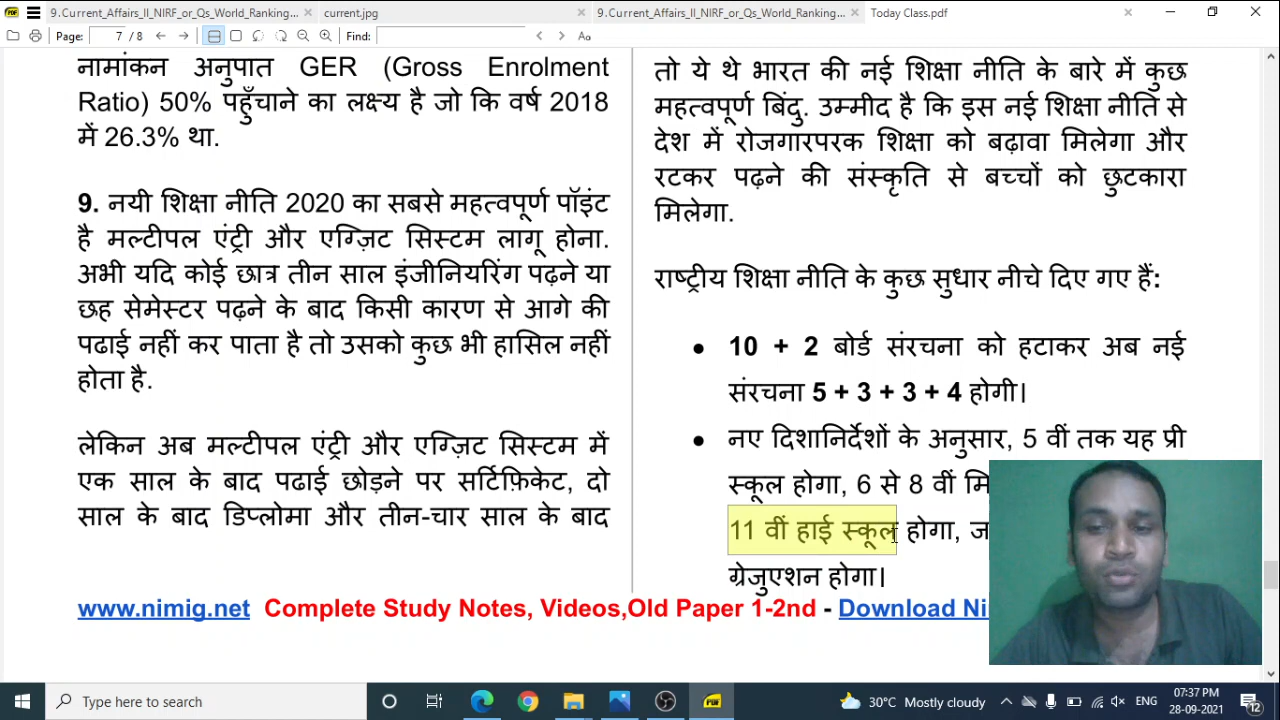 9.Current_Affairs_II_NIRF_or_Qs_World_Ranking...
current.jpg
9.Current_Affairs_II_NIRF_or_Qs_World_Ranking...
Today Class.pdf
Page: 7 / 8
Find:
Aa
नामांकन अनुपात GER (Gross Enrolment
Ratio) 50% पहुँचाने का लक्ष्य है जो कि वर्ष 2018
में 26.3% था.
9. नयी शिक्षा नीति 2020 का सबसे महत्वपूर्ण पॉइंट
है मल्टीपल एंट्री और एग्ज़िट सिस्टम लागू होना.
अभी यदि कोई छात्र तीन साल इंजीनियरिंग पढ़ने या
छह सेमेस्टर पढ़ने के बाद किसी कारण से आगे की
पढाई नहीं कर पाता है तो उसको कुछ भी हासिल नहीं
होता है.
लेकिन अब मल्टीपल एंट्री और एग्ज़िट सिस्टम में
एक साल के बाद पढाई छोड़ने पर सर्टिफ़िकेट, दो
साल के बाद डिप्लोमा और तीन-चार साल के बाद
तो ये थे भारत की नई शिक्षा नीति के बारे में कुछ
महत्वपूर्ण बिंदु. उम्मीद है कि इस नई शिक्षा नीति से
देश में रोजगारपरक शिक्षा को बढ़ावा मिलेगा और
रटकर पढ़ने की संस्कृति से बच्चों को छुटकारा
मिलेगा.
राष्ट्रीय शिक्षा नीति के कुछ सुधार नीचे दिए गए हैं:
● 10 + 2 बोर्ड संरचना को हटाकर अब नई
संरचना 5 + 3 + 3 + 4 होगी।
● नए दिशानिर्देशों के अनुसार, 5 वीं तक यह प्री
स्कूल होगा, 6 से 8 वीं
11 वीं हाई स्कूल होगा,
ग्रेजुएशन होगा।
www.nimig.net Complete Study Notes, Videos,Old Paper 1-2nd - Download
Type here to search
30°C Mostly cloudy
ENG
07:37 PM
28-09-2021
12